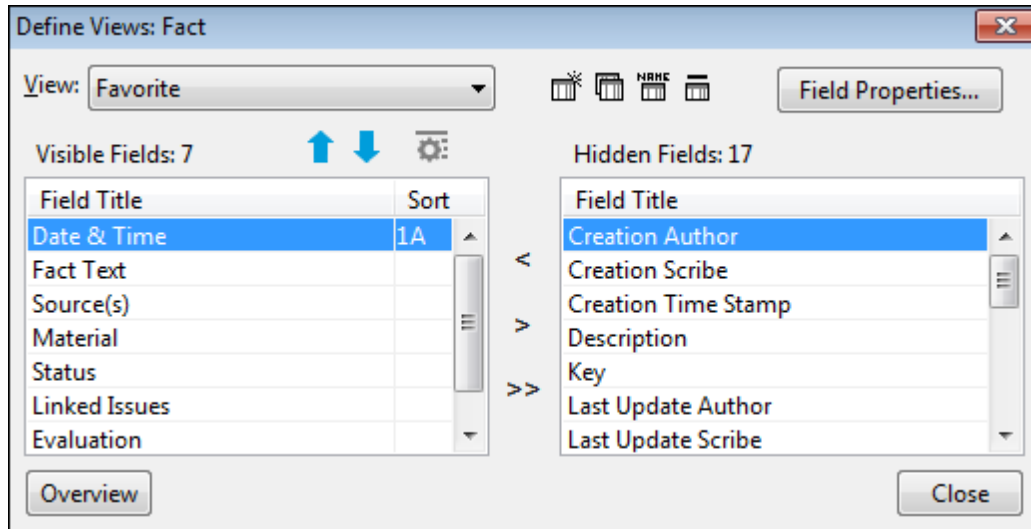 Define Views: Fact
View: Favorite NAME Field Properties...
Visible Fields: 7 Hidden Fields: 17
Field Title Sort Field Title
Date & Time 1A Creation Author
Fact Text < Creation Scribe
Source(s) Creation Time Stamp
Material > Description
Status Key
Linked Issues >> Last Update Author
Evaluation Last Update Scribe
Overview Close